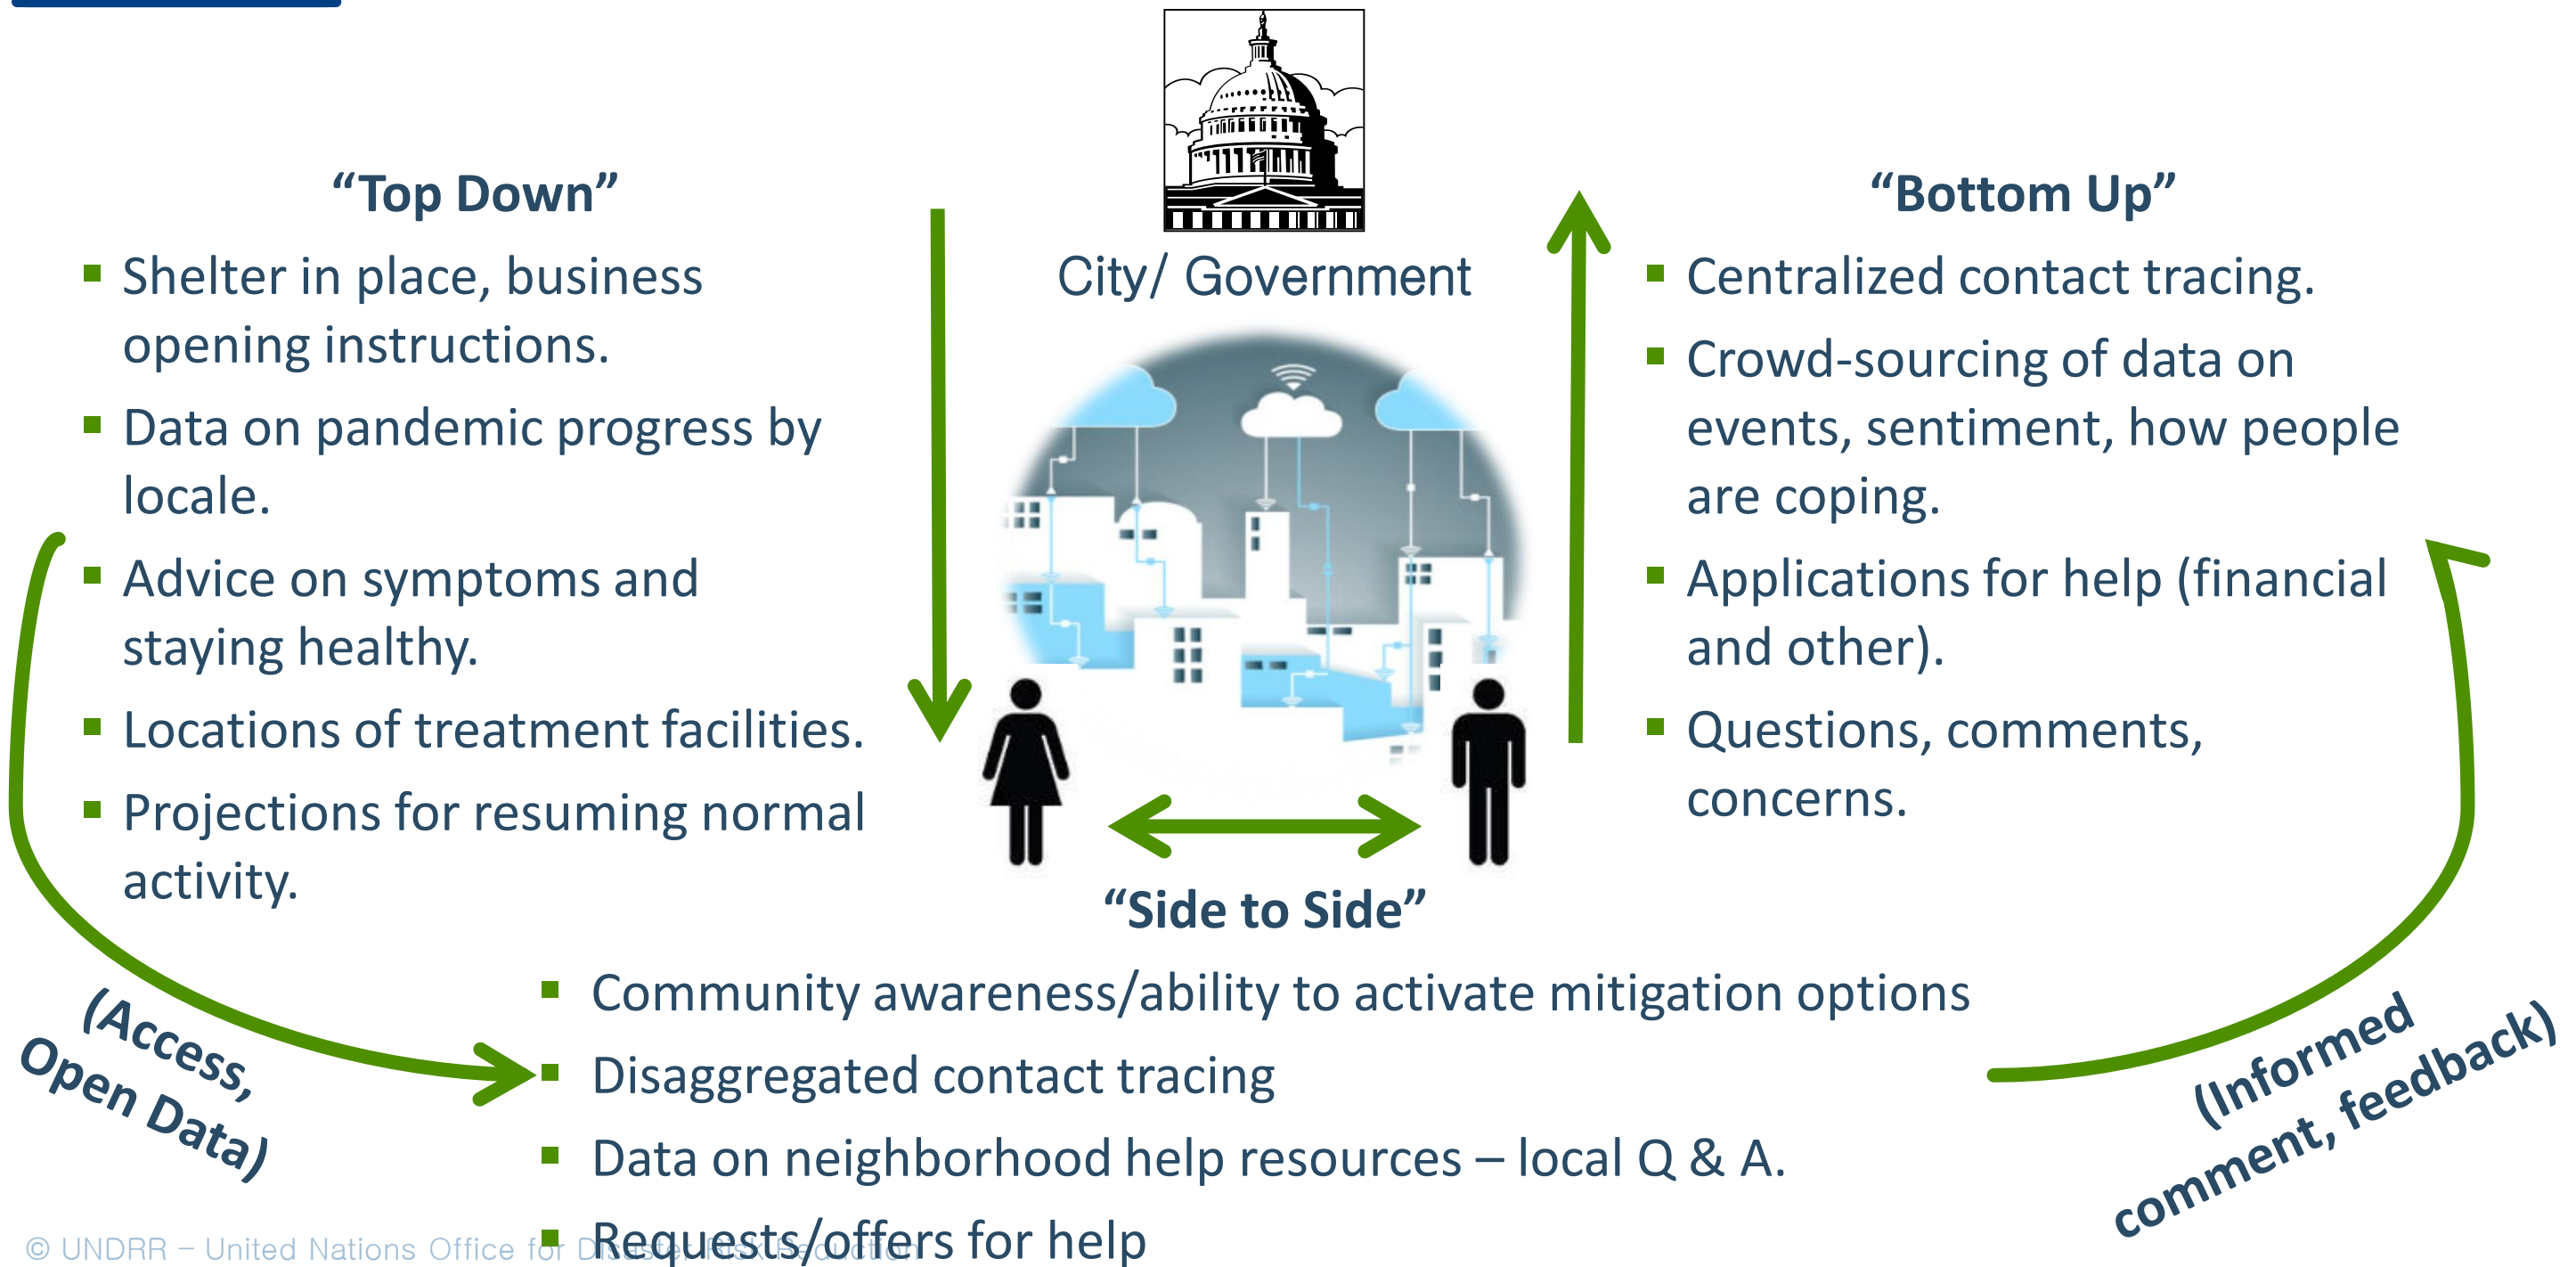 “Top Down”
▪ Shelter in place, business
opening instructions.
▪ Data on pandemic progress by
locale.
▪ Advice on symptoms and
staying healthy.
▪ Locations of treatment facilities.
▪ Projections for resuming normal
activity.
City/ Government
“Bottom Up”
▪ Centralized contact tracing.
▪ Crowd-sourcing of data on
events, sentiment, how people
are coping.
▪ Applications for help (financial
and other).
▪ Questions, comments,
concerns.
“Side to Side”
▪ Community awareness/ability to activate mitigation options
▪ Disaggregated contact tracing
▪ Data on neighborhood help resources – local Q & A.
▪ Requests/offers for help
(Access,
Open Data)
(Informed
comment, feedback)
© UNDRR – United Nations Office for Disaster Risk Reduction